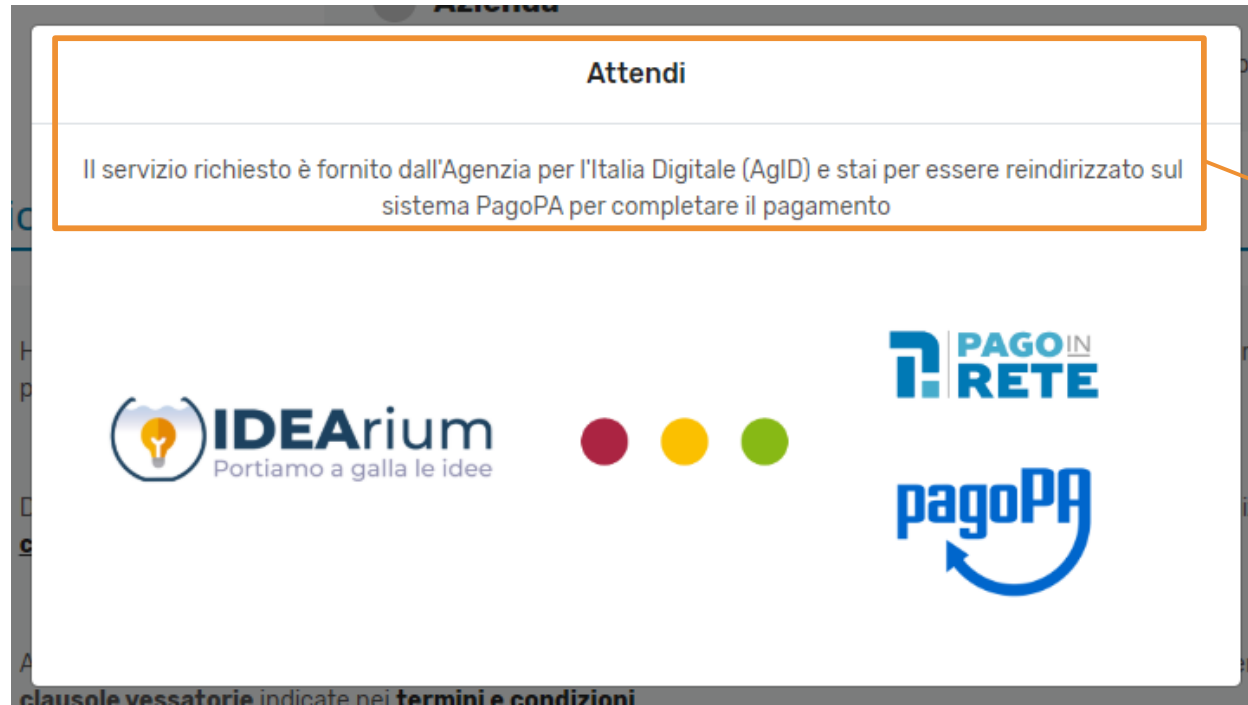 Azienda
Attendi
Il servizio richiesto è fornito dall'Agenzia per l'Italia Digitale (AgID) e stai per essere reindirizzato sul
sistema PagoPA per completare il pagamento
PAGO IN
RETE
IDEArium
Portiamo a galla le idee
pagoPA
clausole vessatorie indicate nei termini e condizioni